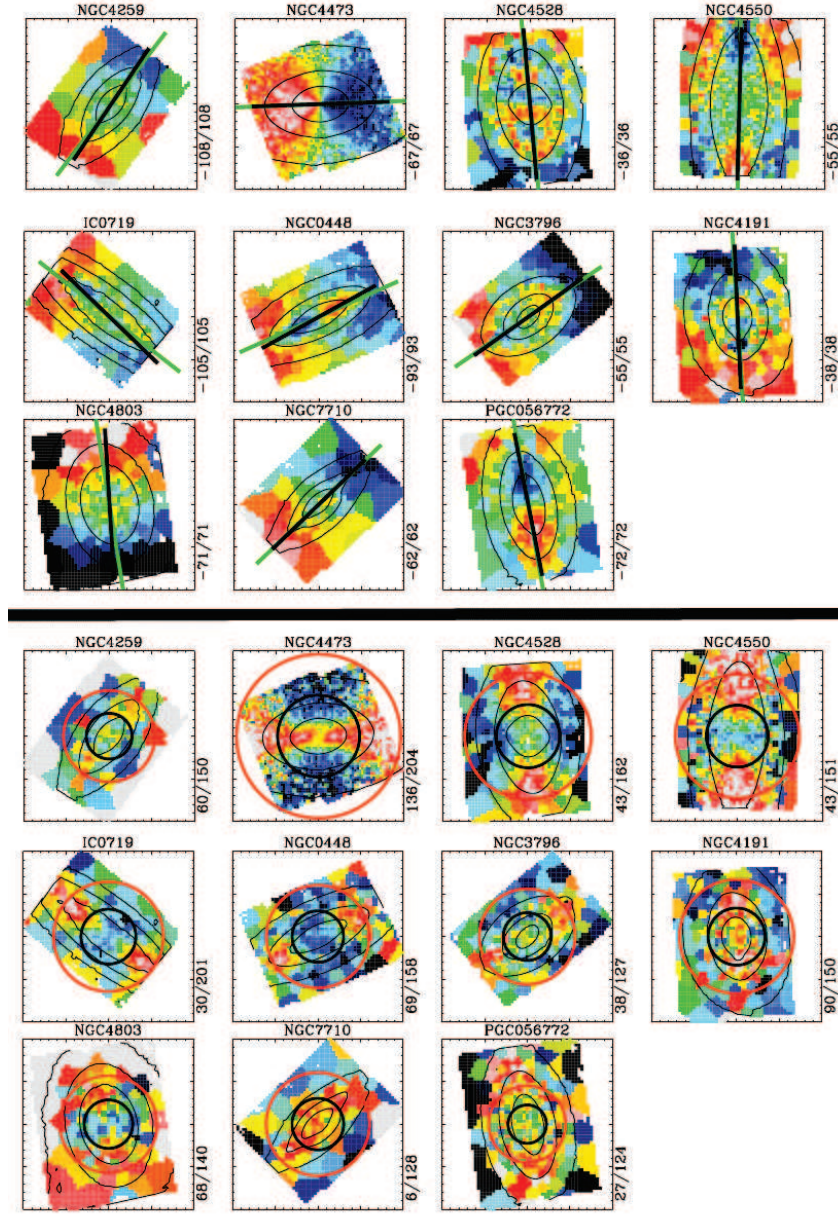 NGC4259 NGC4473 NGC4528 NGC4550
-108/108 -67/67 -36/36 -55/55
IC0719 NGC0448 NGC3796 NGC4191
-105/105 -93/93 -55/55 -38/38
NGC4803 NGC7710 PGC056772
-71/71 -62/62 -72/72
NGC4259 NGC4473 NGC4528 NGC4550
60/150 136/204 43/162 43/151
IC0719 NGC0448 NGC3796 NGC4191
30/201 69/158 38/127 90/150
NGC4803 NGC7710 PGC056772
68/140 6/128 27/124